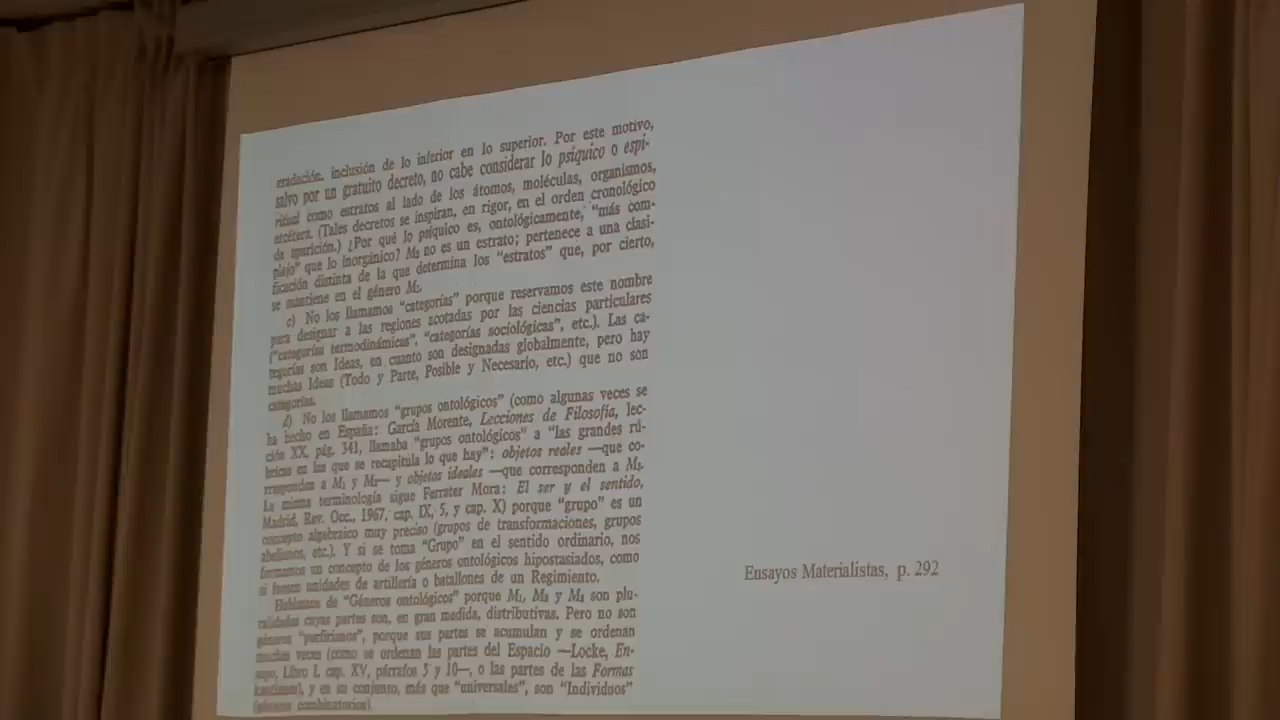 gradación, inclusión de lo inferior en lo superior. Por este motivo,
salvo por un gratuito decreto, no cabe considerar lo psíquico o espi-
ritual como estratos al lado de los átomos, moléculas, organismos,
etcétera. (Tales decretos se inspiran, en rigor, en el orden cronológico
de aparición.) ¿Por qué lo psíquico es, ontológicamente, "más com-
plejo" que lo inorgánico? M₂ no es un estrato; pertenece a una clasi-
ficación distinta de la que determina los "estratos" que, por cierto,
se mantiene en el género M₁.
c) No los llamamos "categorías" porque reservamos este nombre
para designar a las regiones acotadas por las ciencias particulares
("categorías termodinámicas", "categorías sociológicas", etc.). Las ca-
tegorías son Ideas, en cuanto son designadas globalmente, pero hay
muchas Ideas (Todo y Parte, Posible y Necesario, etc.) que no son
categorías.
d) No los llamamos "grupos ontológicos" (como algunas veces se
ha hecho en España: García Morente, Lecciones de Filosofía, lec-
ción XX, pág. 341, llamaba "grupos ontológicos" a "las grandes rú-
bricas en las que se recapitula lo que hay": objetos reales —que co-
rresponden a M₁ y M₂— y objetos ideales —que corresponden a M₃.
La misma terminología sigue Ferrater Mora: El ser y el sentido,
Madrid, Rev. Occ., 1967, cap. IX, 5, y cap. X) porque "grupo" es un
concepto algebraico muy preciso (grupos de transformaciones, grupos
abelianos, etc.). Y si se toma "Grupo" en el sentido ordinario, nos
formamos un concepto de los géneros ontológicos hipostasiados, como
si fuesen unidades de artillería o batallones de un Regimiento.
Hablamos de "Géneros ontológicos" porque M₁, M₂ y M₃ son plu-
ralidades cuyas partes son, en gran medida, distributivas. Pero no son
géneros "porfirianos", porque sus partes se acumulan y se ordenan
muchas veces (como se ordenan las partes del Espacio —Locke, En-
sayo, Libro I, cap. XV, párrafos 5 y 10—, o las partes de las Formas
kantianas), y en su conjunto, más que "universales", son "Individuos"
(géneros combinatorios).
Ensayos Materialistas, p. 292